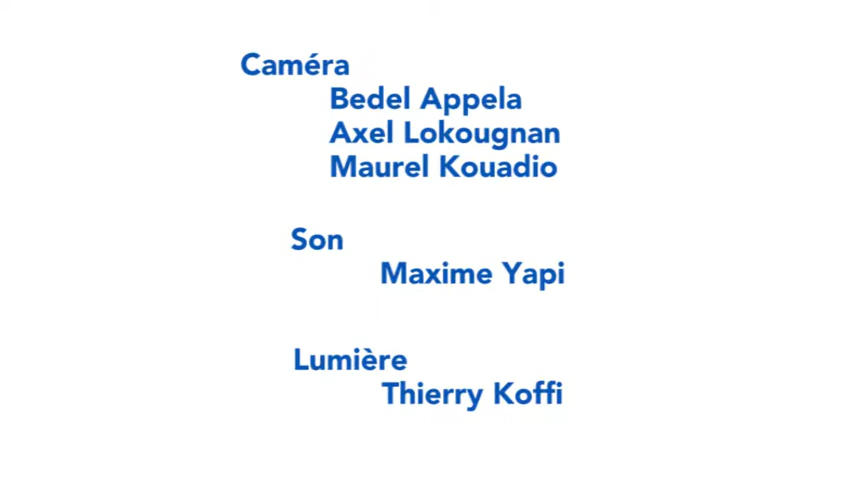 Caméra
Bedel Appela
Axel Lokougnan
Maurel Kouadio
Son
Maxime Yapi
Lumière
Thierry Koffi